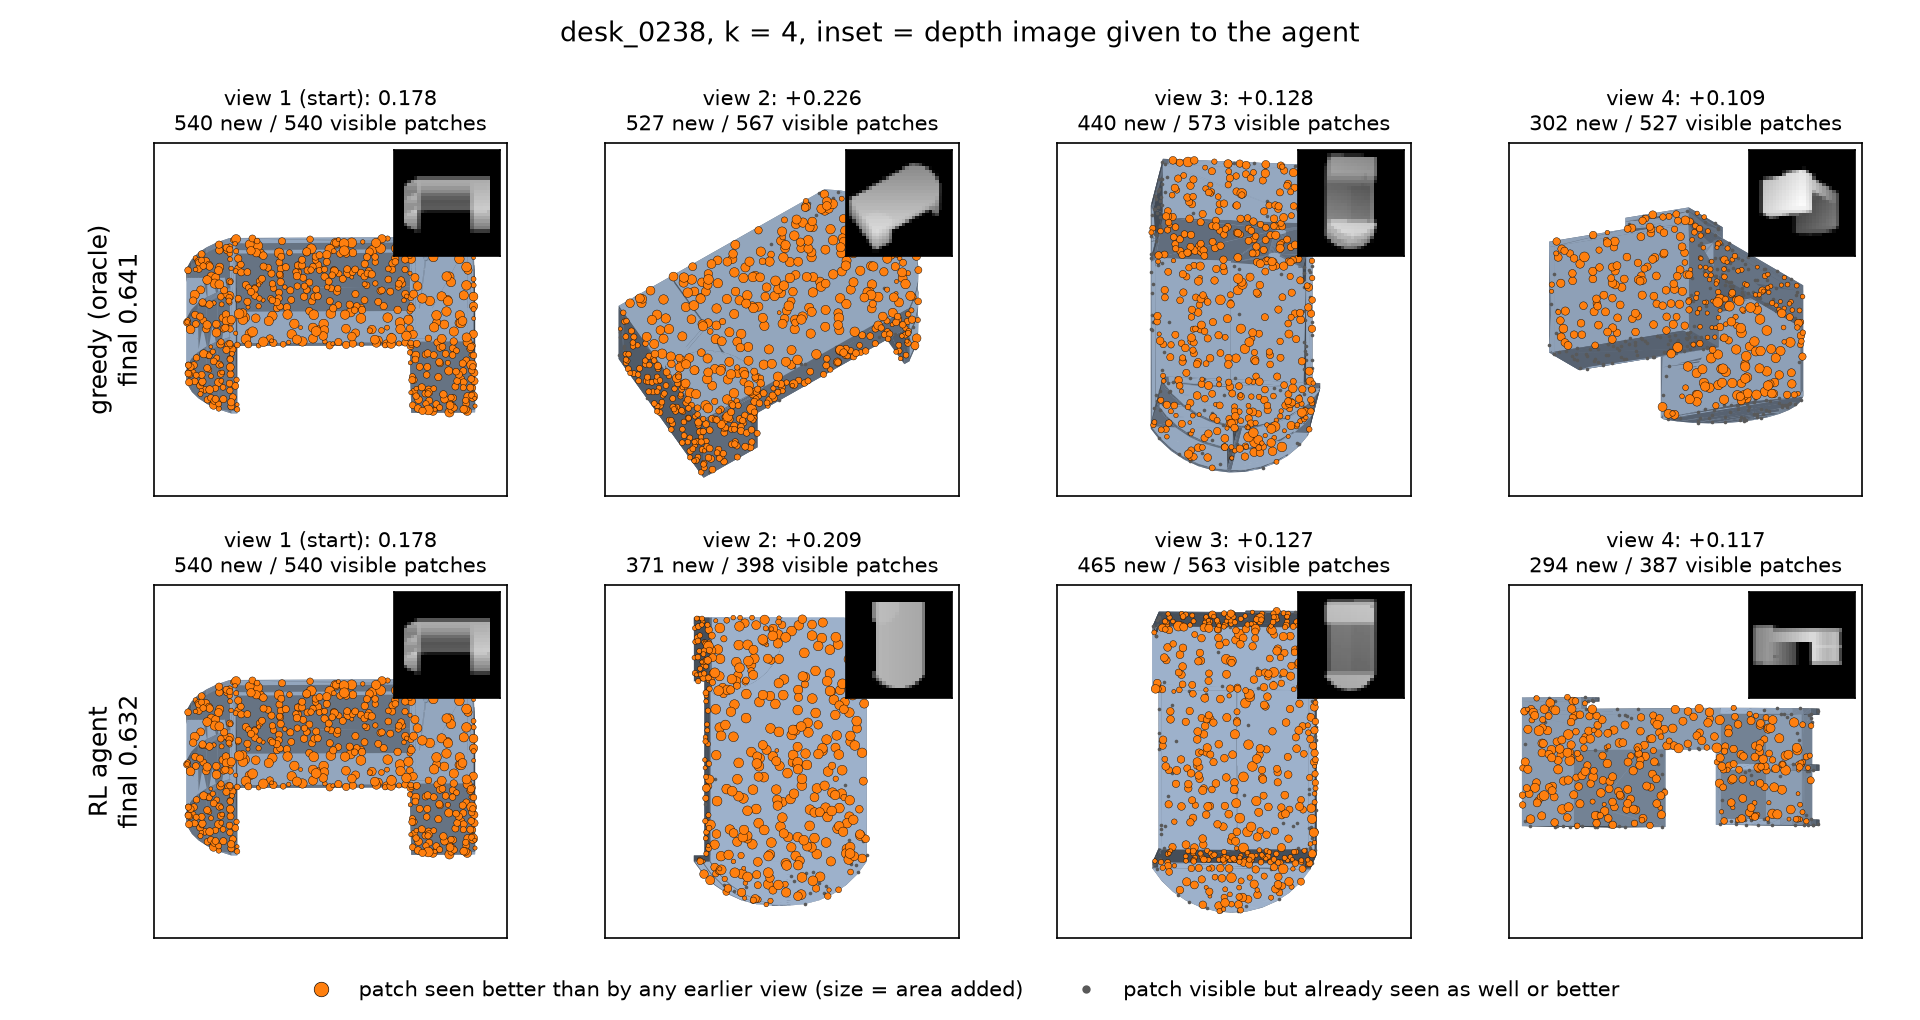 desk_0238, k = 4, inset = depth image given to the agent
view 1 (start): 0.178
540 new / 540 visible patches
view 2: +0.226
527 new / 567 visible patches
view 3: +0.128
440 new / 573 visible patches
view 4: +0.109
302 new / 527 visible patches
greedy (oracle)
final 0.641
view 1 (start): 0.178
540 new / 540 visible patches
view 2: +0.209
371 new / 398 visible patches
view 3: +0.127
465 new / 563 visible patches
view 4: +0.117
294 new / 387 visible patches
RL agent
final 0.632
patch seen better than by any earlier view (size = area added)
patch visible but already seen as well or better